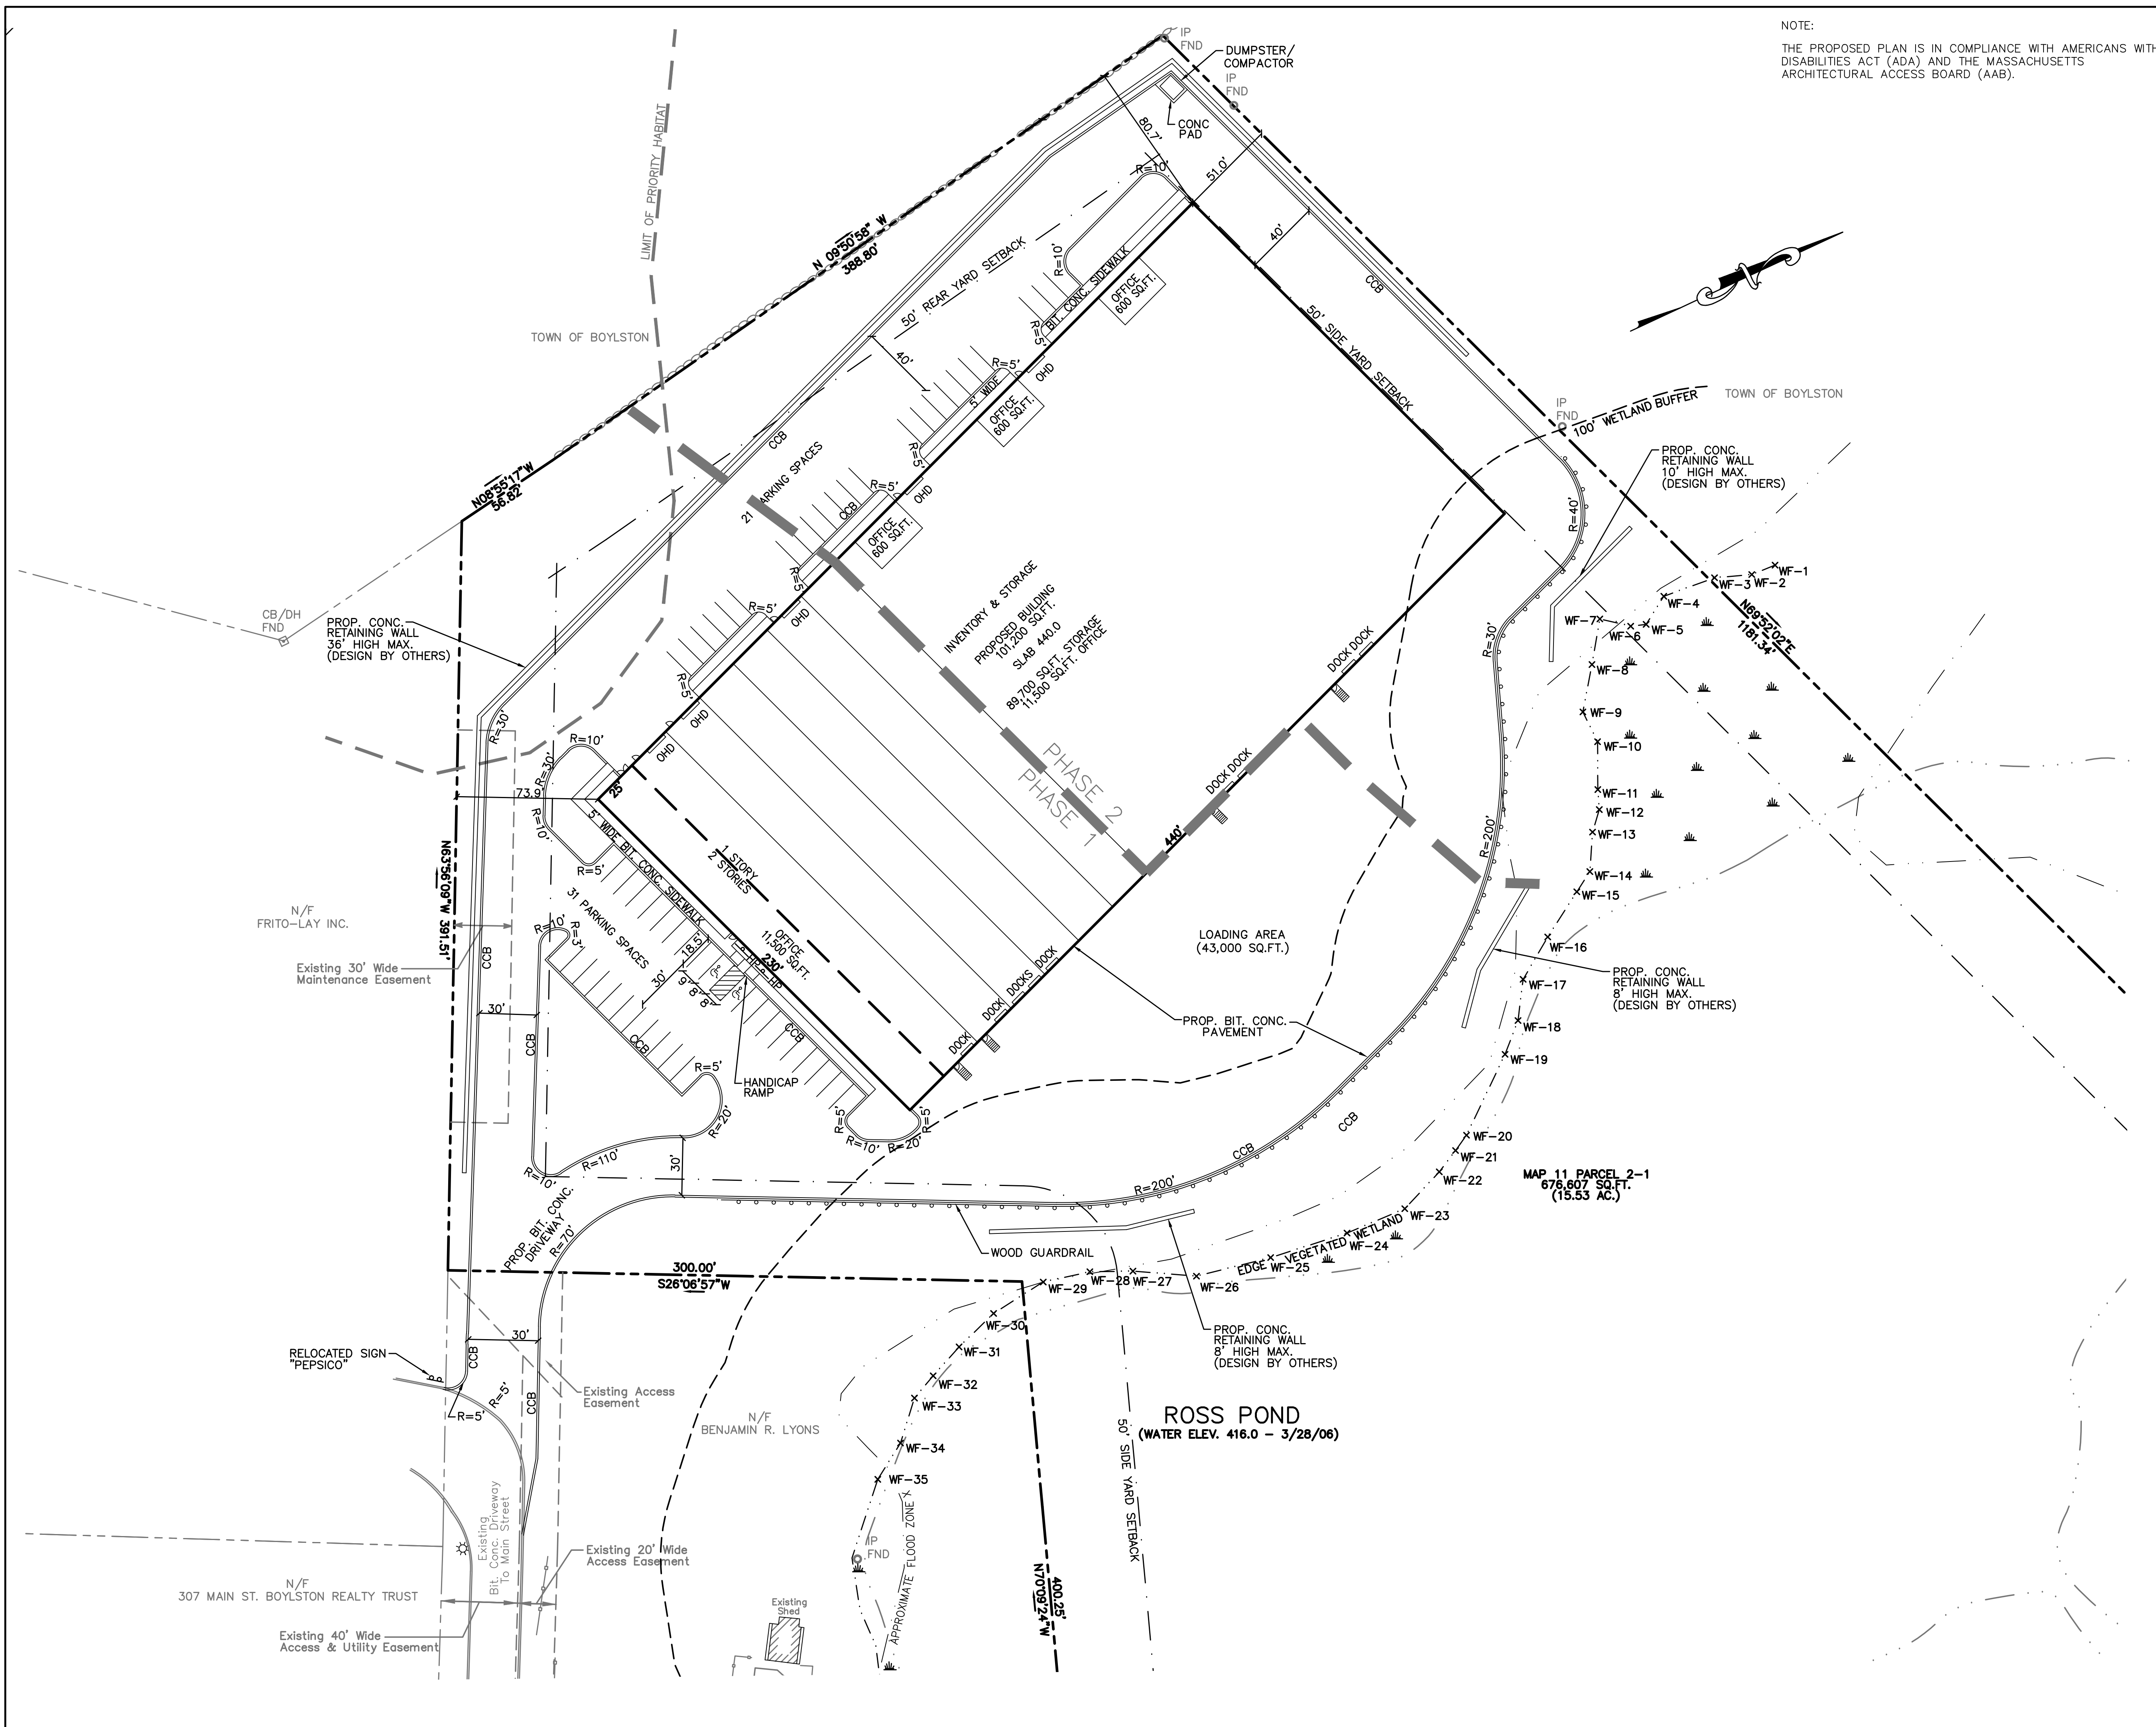 NOTE:
THE PROPOSED PLAN IS IN COMPLIANCE WITH AMERICANS WITH
DISABILITIES ACT (ADA) AND THE MASSACHUSETTS
ARCHITECTURAL ACCESS BOARD (AAB).
IP
FND
DUMPSTER/
COMPACTOR
IP
FND
CONC
PAD
80.7'
51.0'
R=10'
40'
LIMIT OF PRIORITY HABITAT
N 09°50'58" W
388.80'
50' REAR YARD SETBACK
R=10'
BIT. CONC. SIDEWALK
OFFICE
600 SQ.FT.
CCB
TOWN OF BOYLSTON
40'
R=5'
R=5'
OHD
5' WIDE
OFFICE
600 SQ.FT.
50' SIDE YARD SETBACK
IP
FND
100' WETLAND BUFFER
TOWN OF BOYLSTON
CCB
21 PARKING SPACES
R=5'
R=5'
OHD
CCB
OFFICE
600 SQ.FT.
PROP. CONC.
RETAINING WALL
10' HIGH MAX.
(DESIGN BY OTHERS)
N08°55'17"W
56.82'
R=40'
CB/DH
FND
PROP. CONC.
RETAINING WALL
36' HIGH MAX.
(DESIGN BY OTHERS)
R=5'
R=5'
OHD
INVENTORY & STORAGE
PROPOSED BUILDING
101,200 SQ.FT.
SLAB 440.0
89,700 SQ.FT. STORAGE
11,500 SQ.FT. OFFICE
WF-1
WF-2
WF-3
WF-4
WF-5
WF-6
WF-7
WF-8
WF-9
WF-10
WF-11
WF-12
WF-13
WF-14
WF-15
WF-16
WF-17
WF-18
WF-19
WF-20
WF-21
WF-22
WF-23
WF-24
WF-25
WF-26
WF-27
WF-28
WF-29
WF-30
WF-31
WF-32
WF-33
WF-34
WF-35
N69°52'02"E
1181.34'
R=30'
DOCK DOCK
R=5'
OHD
OHD
R=30'
R=10'
R=30'
73.9'
R=10'
25'
PHASE 2
PHASE 1
DOCK DOCK
440'
R=200'
5' WIDE BIT. CONC. SIDEWALK
1 STORY
2 STORIES
R=5'
31 PARKING SPACES
N63°56'09"W 391.51'
N/F
FRITO-LAY INC.
R=10'
R=3'
CCB
Existing 30' Wide
Maintenance Easement
OFFICE
11,500 SQ.FT.
230'
18.5'
30'
9'
8'
8'
HP
HP
LOADING AREA
(43,000 SQ.FT.)
DOCK
DOCKS
DOCK
DOCK
PROP. CONC.
RETAINING WALL
8' HIGH MAX.
(DESIGN BY OTHERS)
30'
CCB
CCB
CCB
PROP. BIT. CONC.
PAVEMENT
R=5'
HANDICAP
RAMP
R=20'
R=5'
R=10'
R=20'
R=5'
CCB
CCB
R=10'
R=110'
30'
R=200'
MAP 11 PARCEL 2-1
676,607 SQ.FT.
(15.53 AC.)
PROP. BIT. CONC.
DRIVEWAY
R=70'
WOOD GUARDRAIL
EDGE VEGETATED WETLAND
300.00'
S26°06'57"W
PROP. CONC.
RETAINING WALL
8' HIGH MAX.
(DESIGN BY OTHERS)
30'
RELOCATED SIGN
"PEPSICO"
CCB
CCB
R=5'
R=5'
Existing Access
Easement
N/F
BENJAMIN R. LYONS
ROSS POND
(WATER ELEV. 416.0 - 3/28/06)
50' SIDE YARD SETBACK
Existing
Bit. Conc. Driveway
To Main Street
IP
FND
Existing 20' Wide
Access Easement
APPROXIMATE FLOOD ZONE X
400.25'
N70°09'24"W
N/F
307 MAIN ST. BOYLSTON REALTY TRUST
Existing
Shed
Existing 40' Wide
Access & Utility Easement